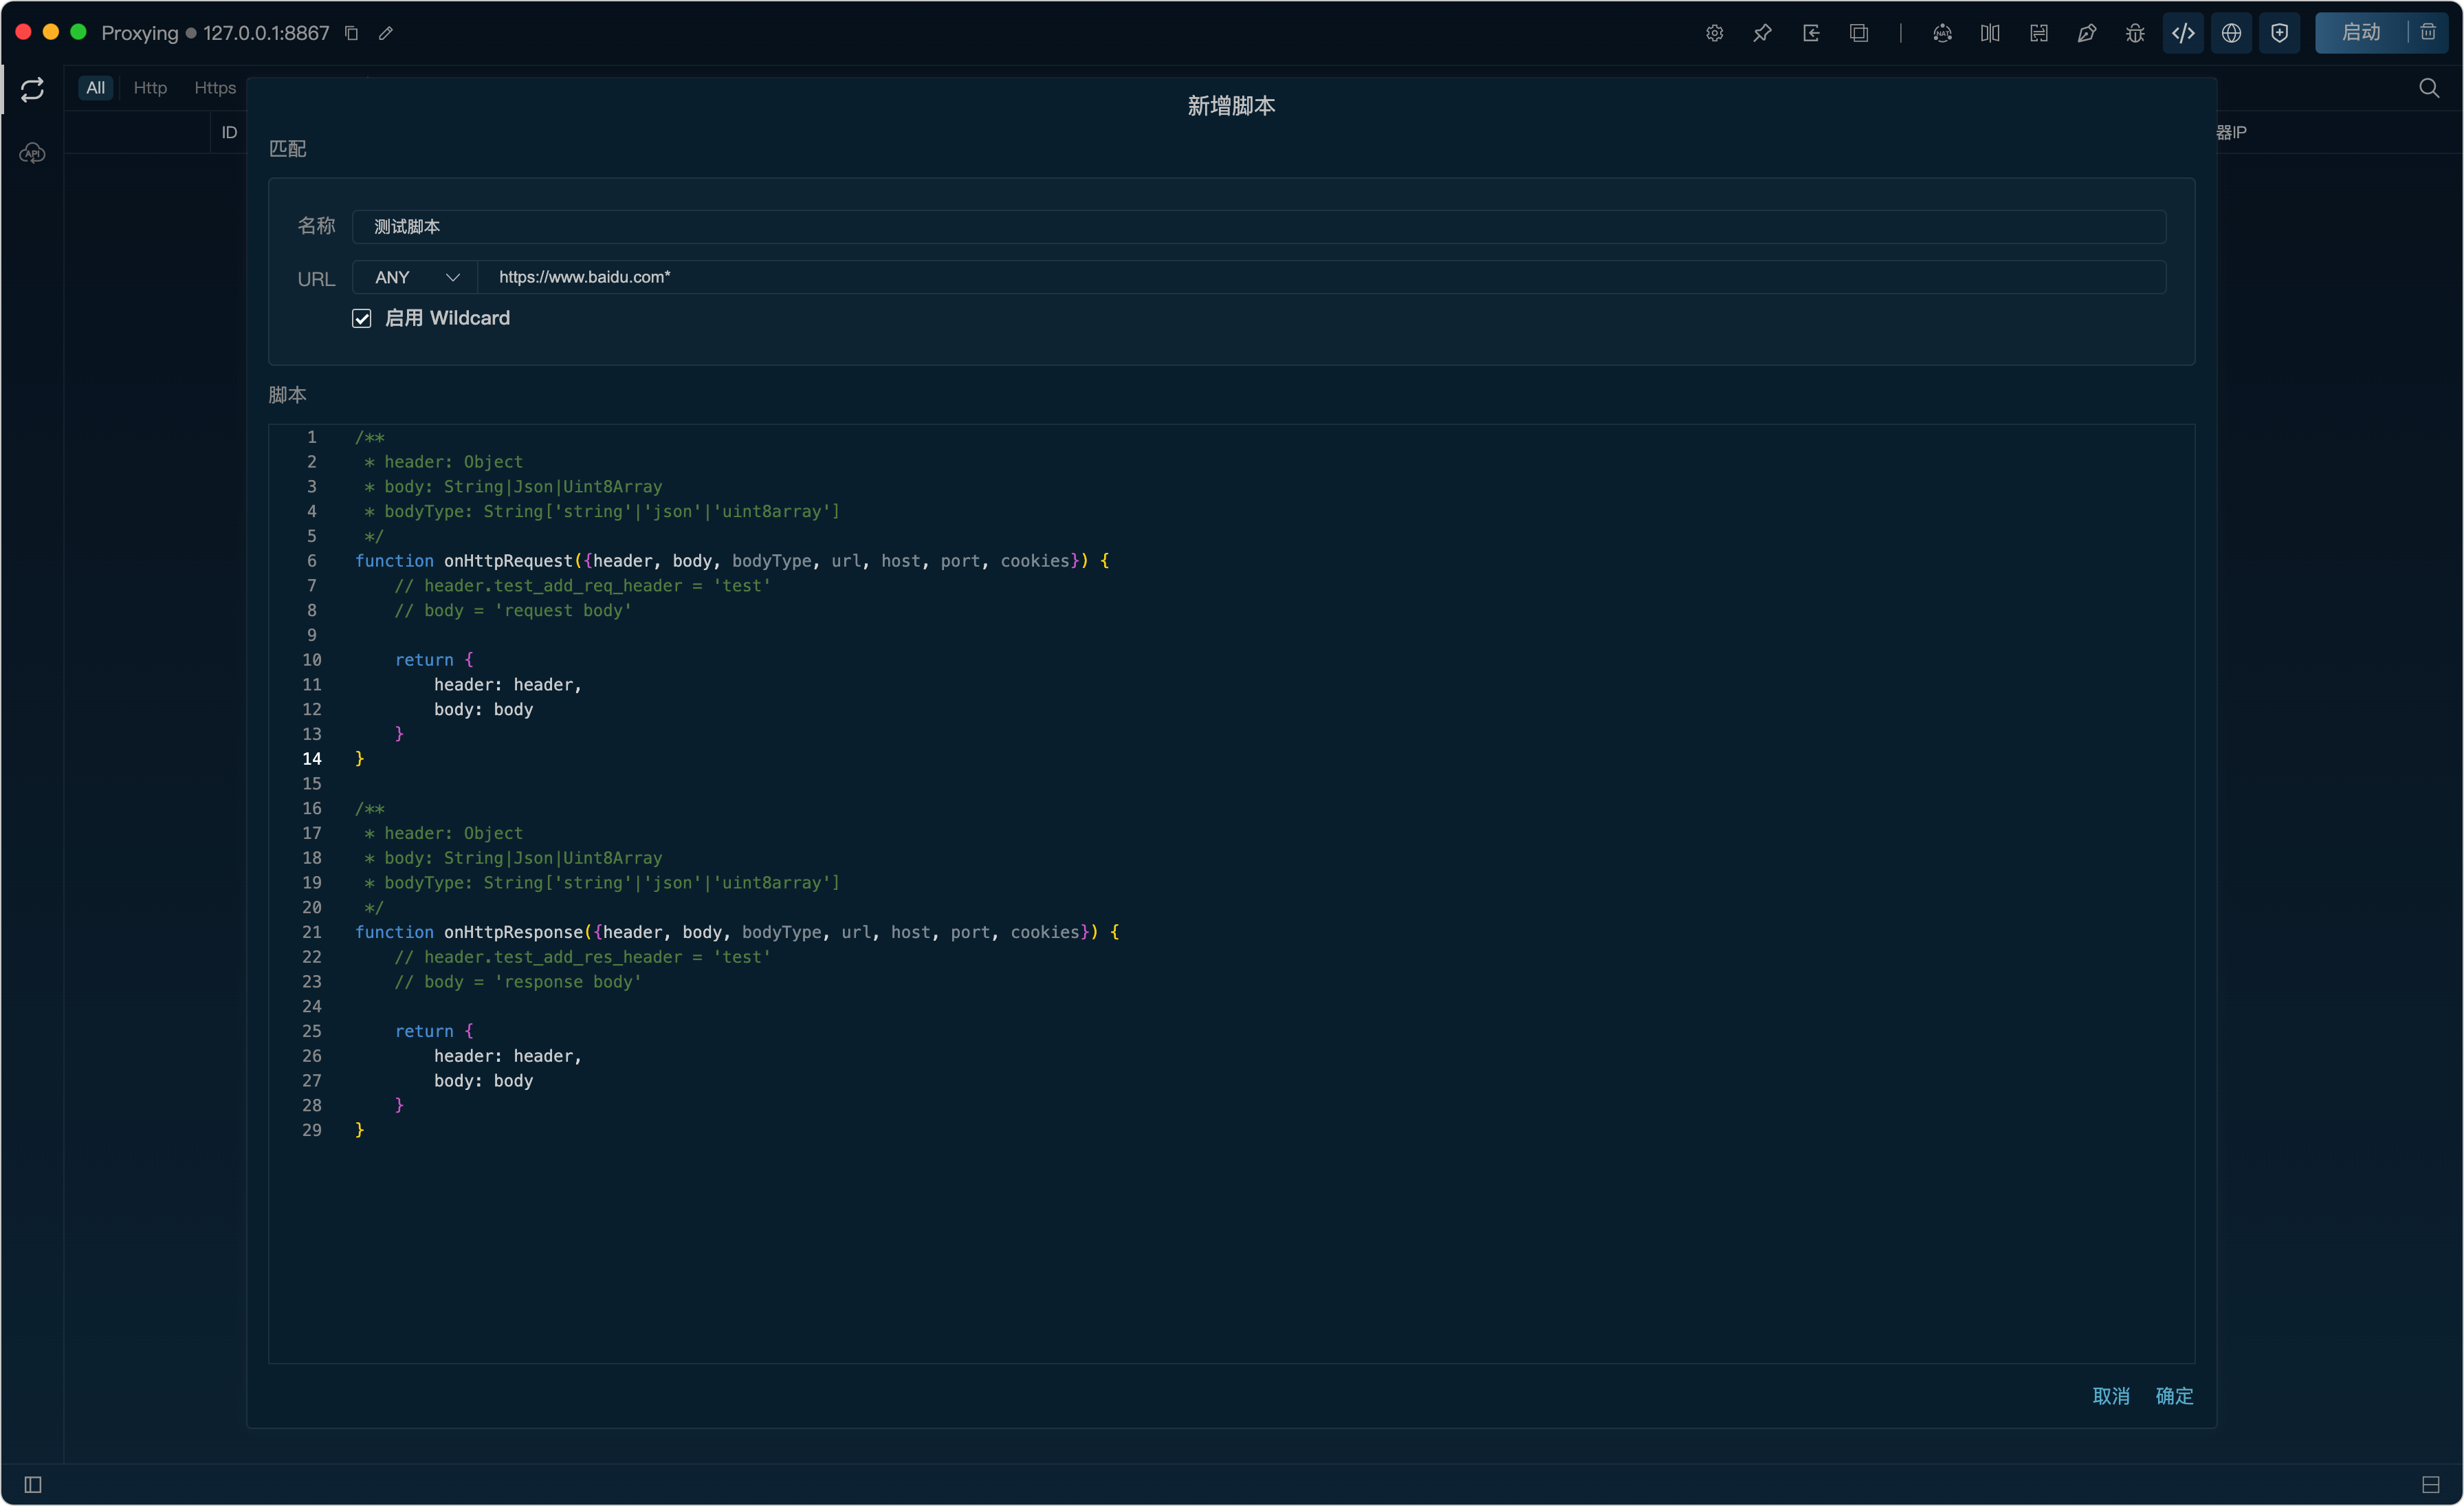 Proxying 127.0.0.1:8867
启动
All Http Https
ID
器IP
API
NAT
新增脚本
匹配
名称 测试脚本
URL ANY https://www.baidu.com*
启用 Wildcard
脚本
1 /**
2 * header: Object
3 * body: String|Json|Uint8Array
4 * bodyType: String['string'|'json'|'uint8array']
5 */
6 function onHttpRequest({header, body, bodyType, url, host, port, cookies}) {
7 // header.test_add_req_header = 'test'
8 // body = 'request body'
9
10 return {
11 header: header,
12 body: body
13 }
14 }
15
16 /**
17 * header: Object
18 * body: String|Json|Uint8Array
19 * bodyType: String['string'|'json'|'uint8array']
20 */
21 function onHttpResponse({header, body, bodyType, url, host, port, cookies}) {
22 // header.test_add_res_header = 'test'
23 // body = 'response body'
24
25 return {
26 header: header,
27 body: body
28 }
29 }
取消 确定